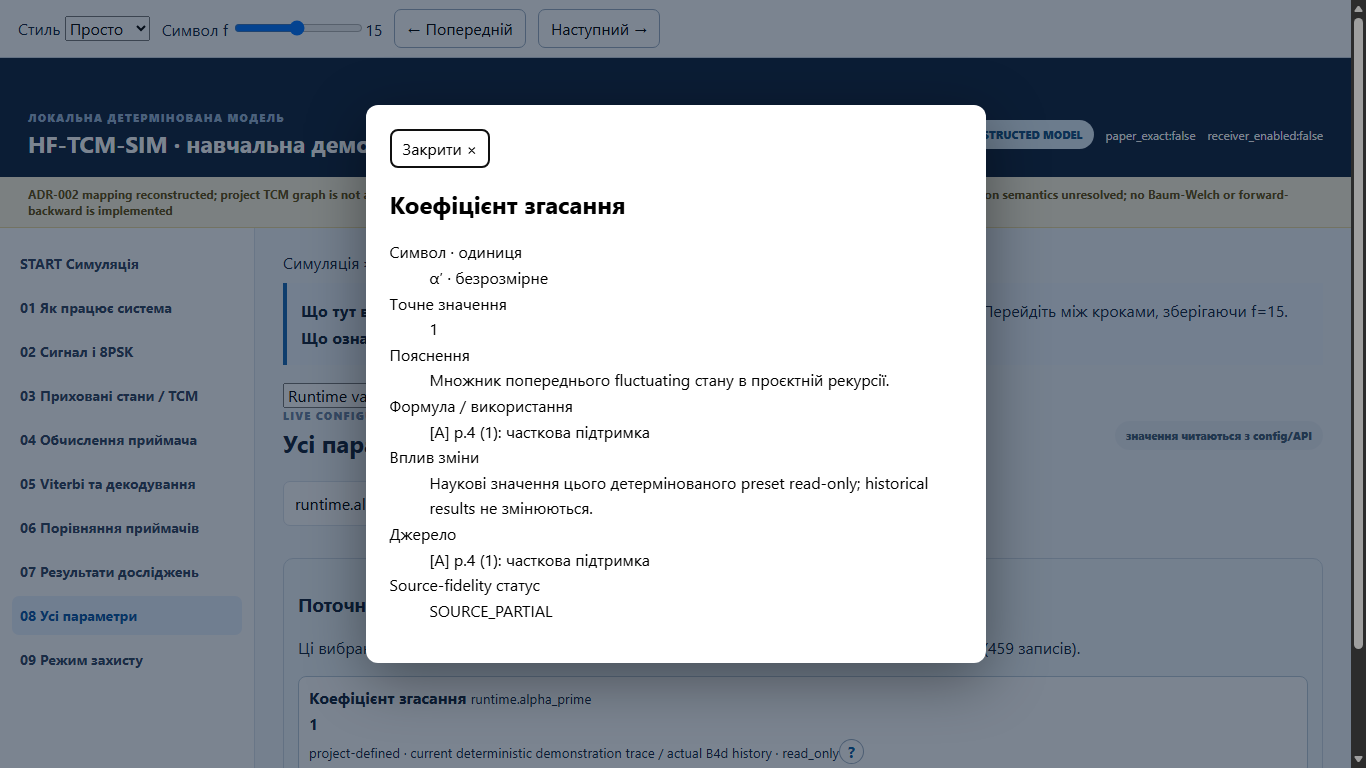 Стиль Просто Символ f 15 ← Попередній Наступний →
ЛОКАЛЬНА ДЕТЕРМІНОВАНА МОДЕЛЬ
HF-TCM-SIM · навчальна демо
STRUCTED MODEL paper_exact:false receiver_enabled:false
ADR-002 mapping reconstructed; project TCM graph is not
on semantics unresolved; no Baum-Welch or forward-
backward is implemented
START Симуляція
01 Як працює система
02 Сигнал і 8PSK
03 Приховані стани / TCM
04 Обчислення приймача
05 Viterbi та декодування
06 Порівняння приймачів
07 Результати досліджень
08 Усі параметри
09 Режим захисту
Симуляція
Що тут
Перейдіть між кроками, зберігаючи f=15.
Що озна
Runtime va
LIVE CONFIG
Усі пара
значення читаються з config/API
runtime.al
Закрити ×
Коефіцієнт згасання
Символ · одиниця
α′ · безрозмірне
Точне значення
1
Пояснення
Множник попереднього fluctuating стану в проєктній рекурсії.
Формула / використання
[A] p.4 (1): часткова підтримка
Вплив зміни
Наукові значення цього детермінованого preset read-only; historical
results не змінюються.
Джерело
[A] p.4 (1): часткова підтримка
Source-fidelity статус
SOURCE_PARTIAL
Поточн
Ці вибран
(459 записів).
Коефіцієнт згасання runtime.alpha_prime
1
project-defined · current deterministic demonstration trace / actual B4d history · read_only ?